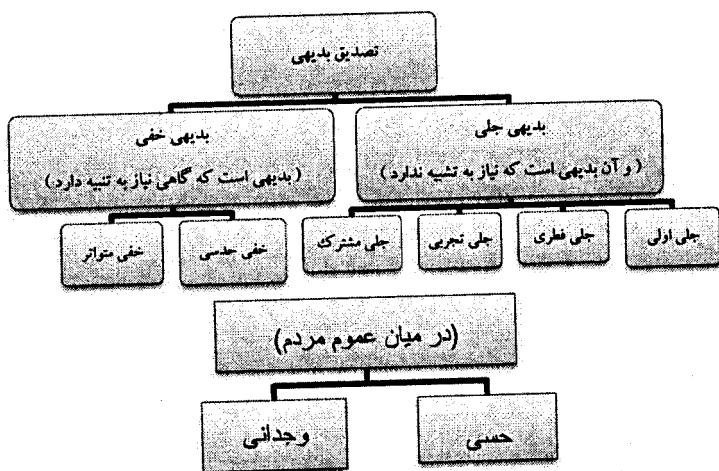 تصدیق بدیهی
بدیهی جلی
( و آن بدیهی است که نیاز به تشبیه ندارد )
بدیهی خفی
( بدیهی است که گاهی نیاز به تنبیه دارد. )
جلی اولی
جلی فطری
جلی تجربی
جلی مشترك
خفی حدسی
خفی متواتر
(در میان عموم مردم)
حسی
وجدانی